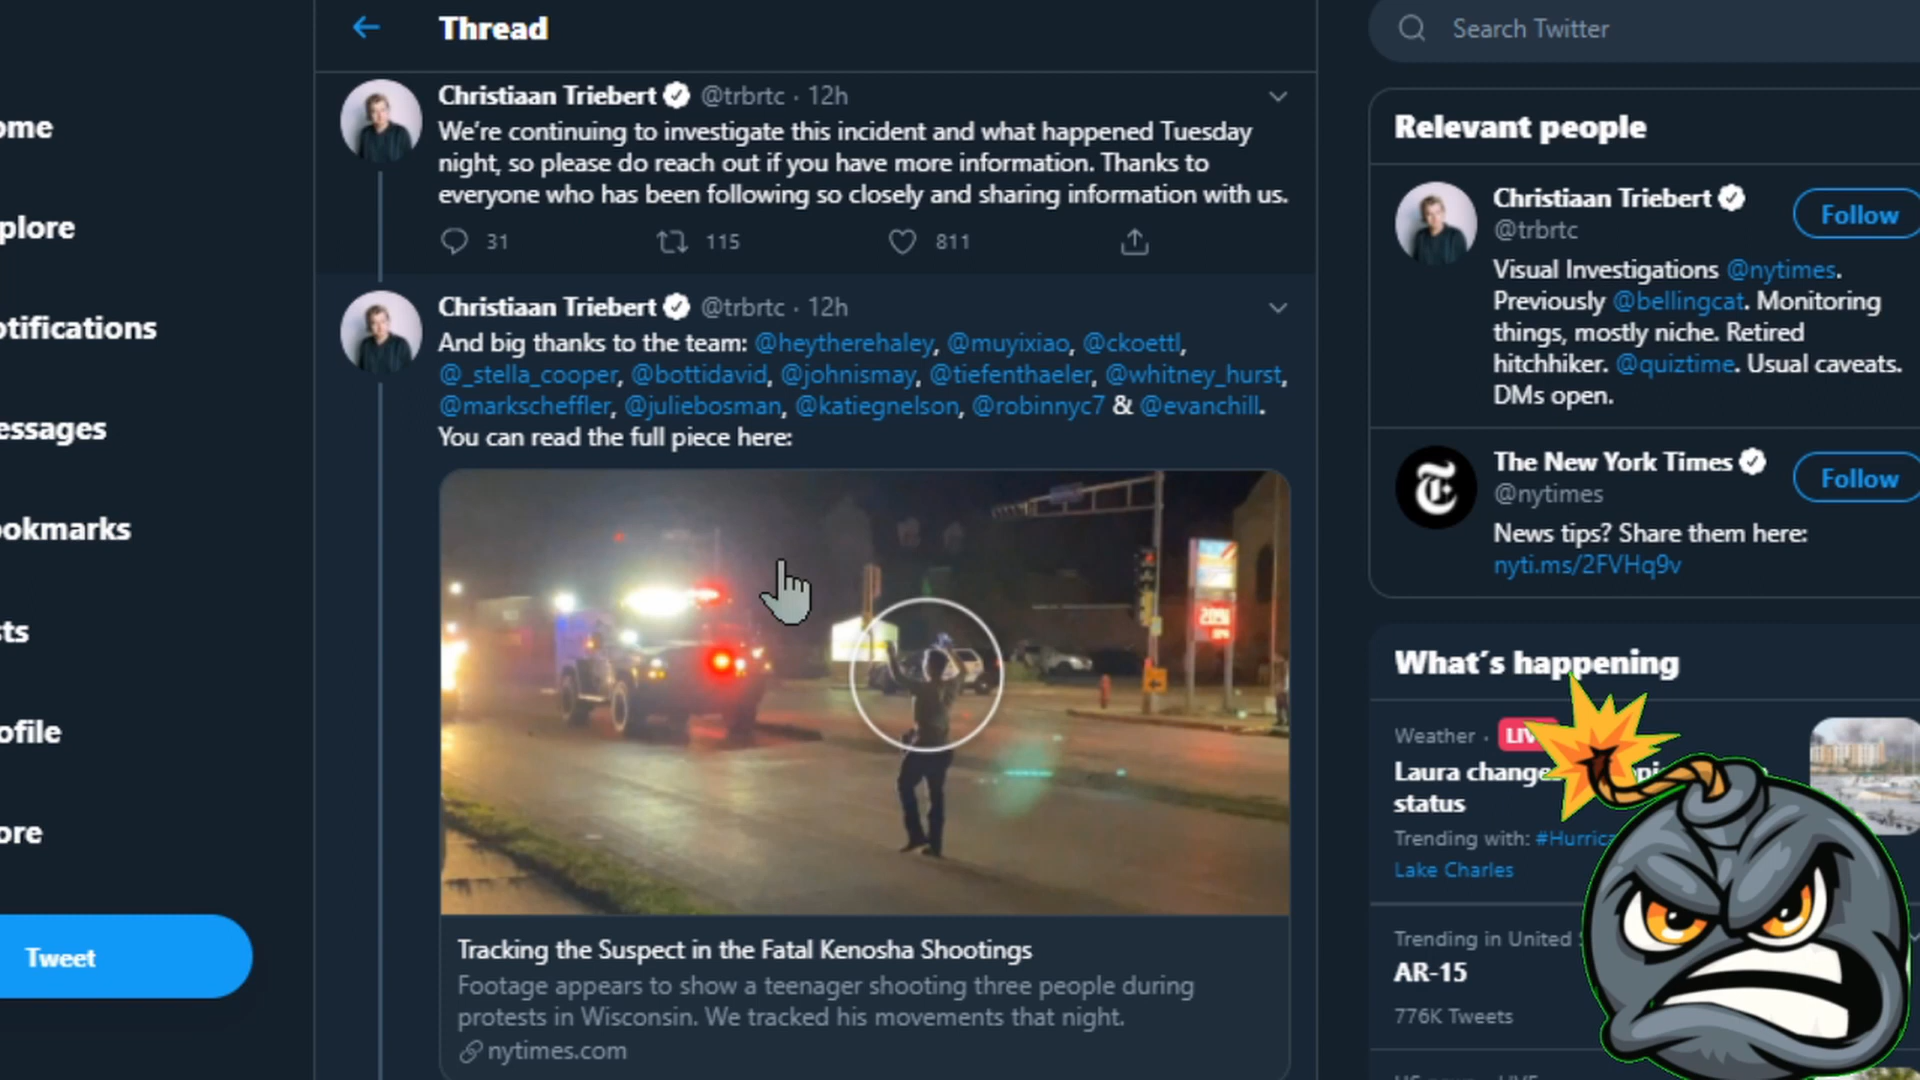 Thread
Search Twitter
ome
plore
otifications
essages
ookmarks
sts
ofile
ore
Tweet
Christiaan Triebert @trbrtc · 12h
We're continuing to investigate this incident and what happened Tuesday
night, so please do reach out if you have more information. Thanks to
everyone who has been following so closely and sharing information with us.
31 115 811
Christiaan Triebert @trbrtc · 12h
And big thanks to the team: @heytherehaley, @muyixiao, @ckoettl,
@_stella_cooper, @bottidavid, @johnismay, @tiefenthaeler, @whitney_hurst,
@markscheffler, @juliebosman, @katiegnelson, @robinnyc7 & @evanchill.
You can read the full piece here:
Tracking the Suspect in the Fatal Kenosha Shootings
Footage appears to show a teenager shooting three people during
protests in Wisconsin. We tracked his movements that night.
nytimes.com
Relevant people
Christiaan Triebert
Follow
@trbrtc
Visual Investigations @nytimes.
Previously @bellingcat. Monitoring
things, mostly niche. Retired
hitchhiker. @quiztime. Usual caveats.
DMs open.
The New York Times
Follow
@nytimes
News tips? Share them here:
nyti.ms/2FVHq9v
What's happening
Weather · LIV
Laura change
status
Trending with: #Hurric
Lake Charles
Trending in United
AR-15
776K Tweets